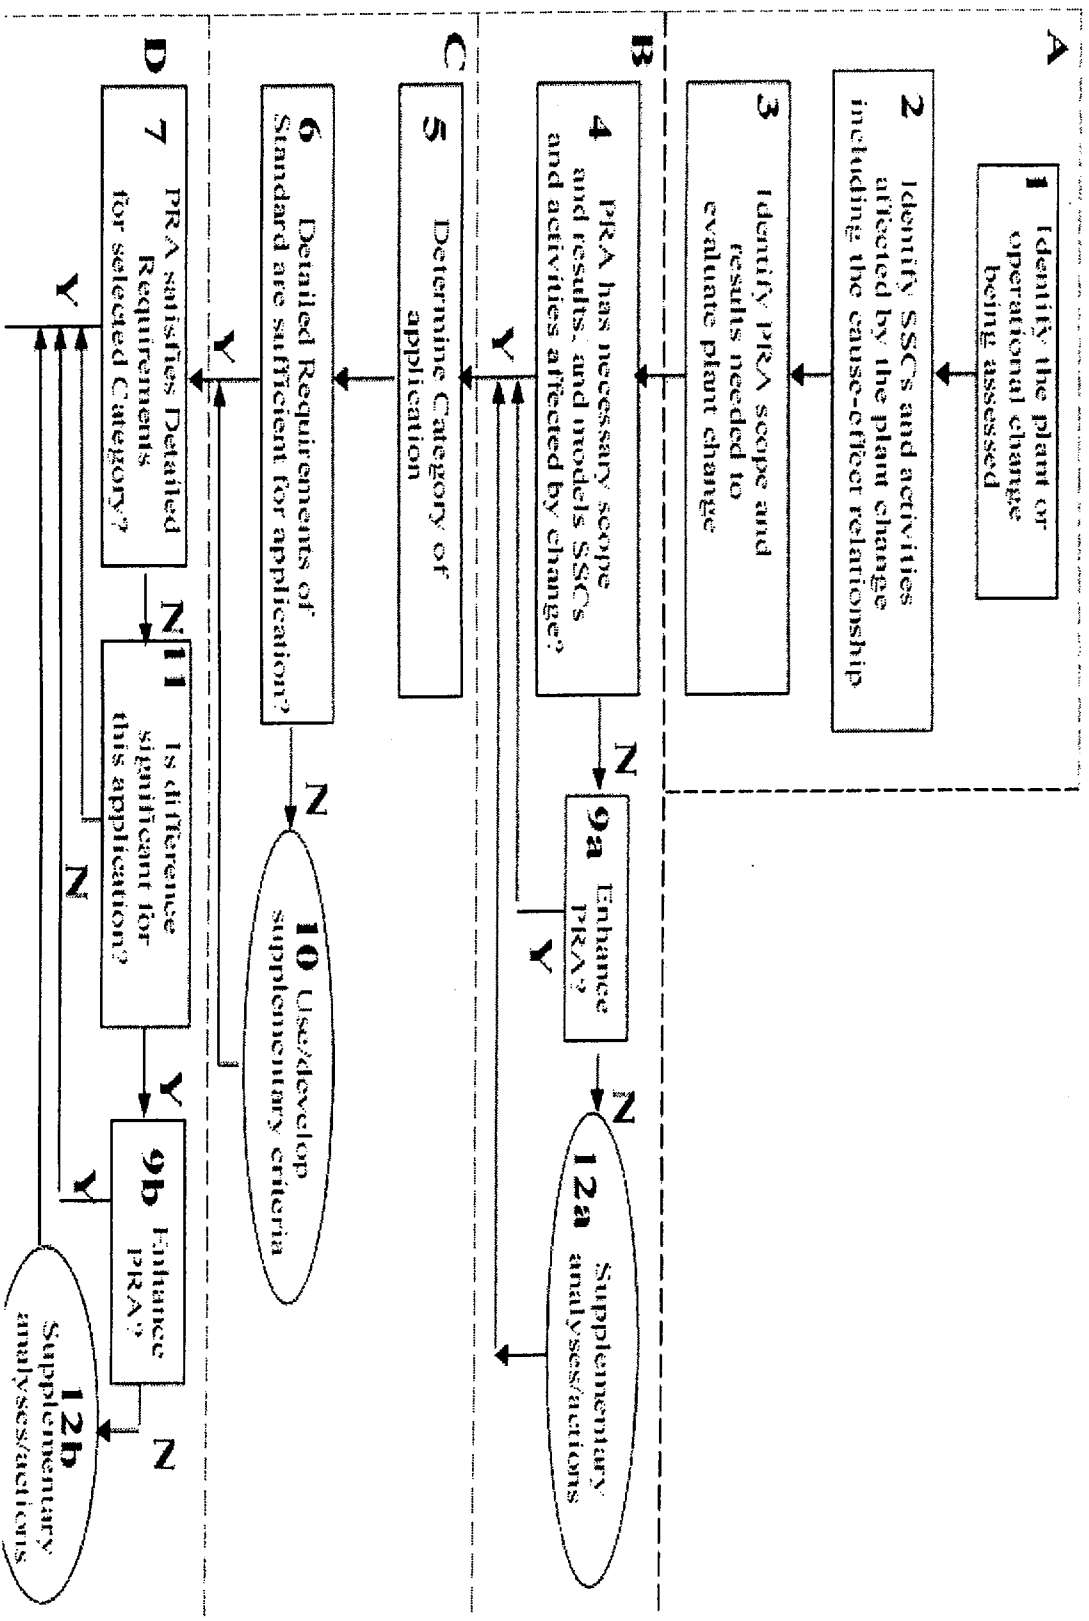 A
1 Identify the plant or
operational change
being assessed
2 Identify SSCs and activities
affected by the plant change
including the cause-effect relationship
3 Identify PRA scope and
results needed to
evaluate plant change
B
4 PRA has necessary scope
and results, and models SSCs
and activities affected by change?
N
9a Enhance
PRA?
N
12a Supplementary
analyses/actions
Y
Y
C
5 Determine Category of
application
6 Detailed Requirements of
Standard are sufficient for application?
N
10 Use/develop
supplementary criteria
Y
D
7 PRA satisfies Detailed
Requirements
for selected Category?
N
11 Is difference
significant for
this application?
Y
9b Enhance
PRA?
N
12b
Supplementary
analyses/actions
Y
N
Y